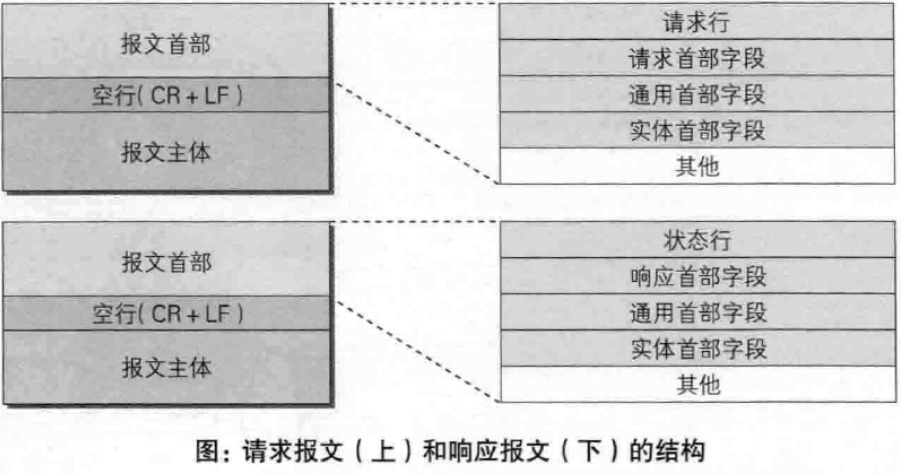 报文首部
空行( CR + LF )
报文主体
请求行
请求首部字段
通用首部字段
实体首部字段
其他
报文首部
空行( CR + LF )
报文主体
状态行
响应首部字段
通用首部字段
实体首部字段
其他
图：请求报文（上）和响应报文（下）的结构